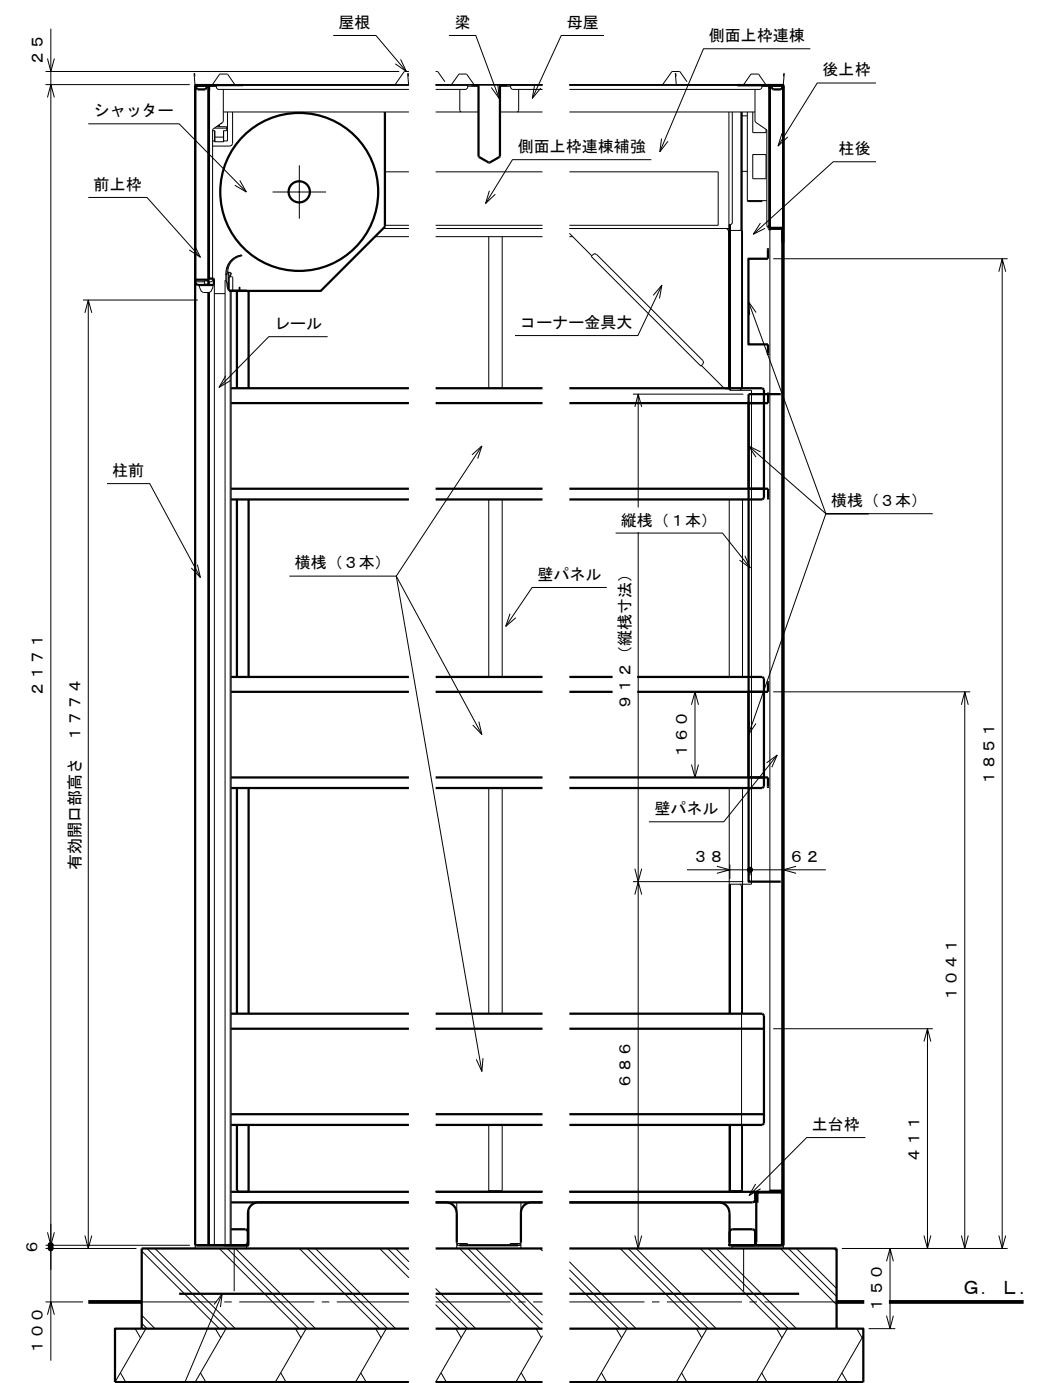 屋根
梁
母屋
側面上枠連棟
後上枠
25
シャッター
側面上枠連棟補強
柱後
前上枠
レール
コーナー金具大
柱前
横桟（３本）
縦桟（１本）
横桟（３本）
壁パネル
912（縦桟寸法）
2171
有効開口部高さ 1774
160
1851
壁パネル
38
62
1041
686
411
土台枠
6
150
G. L.
100